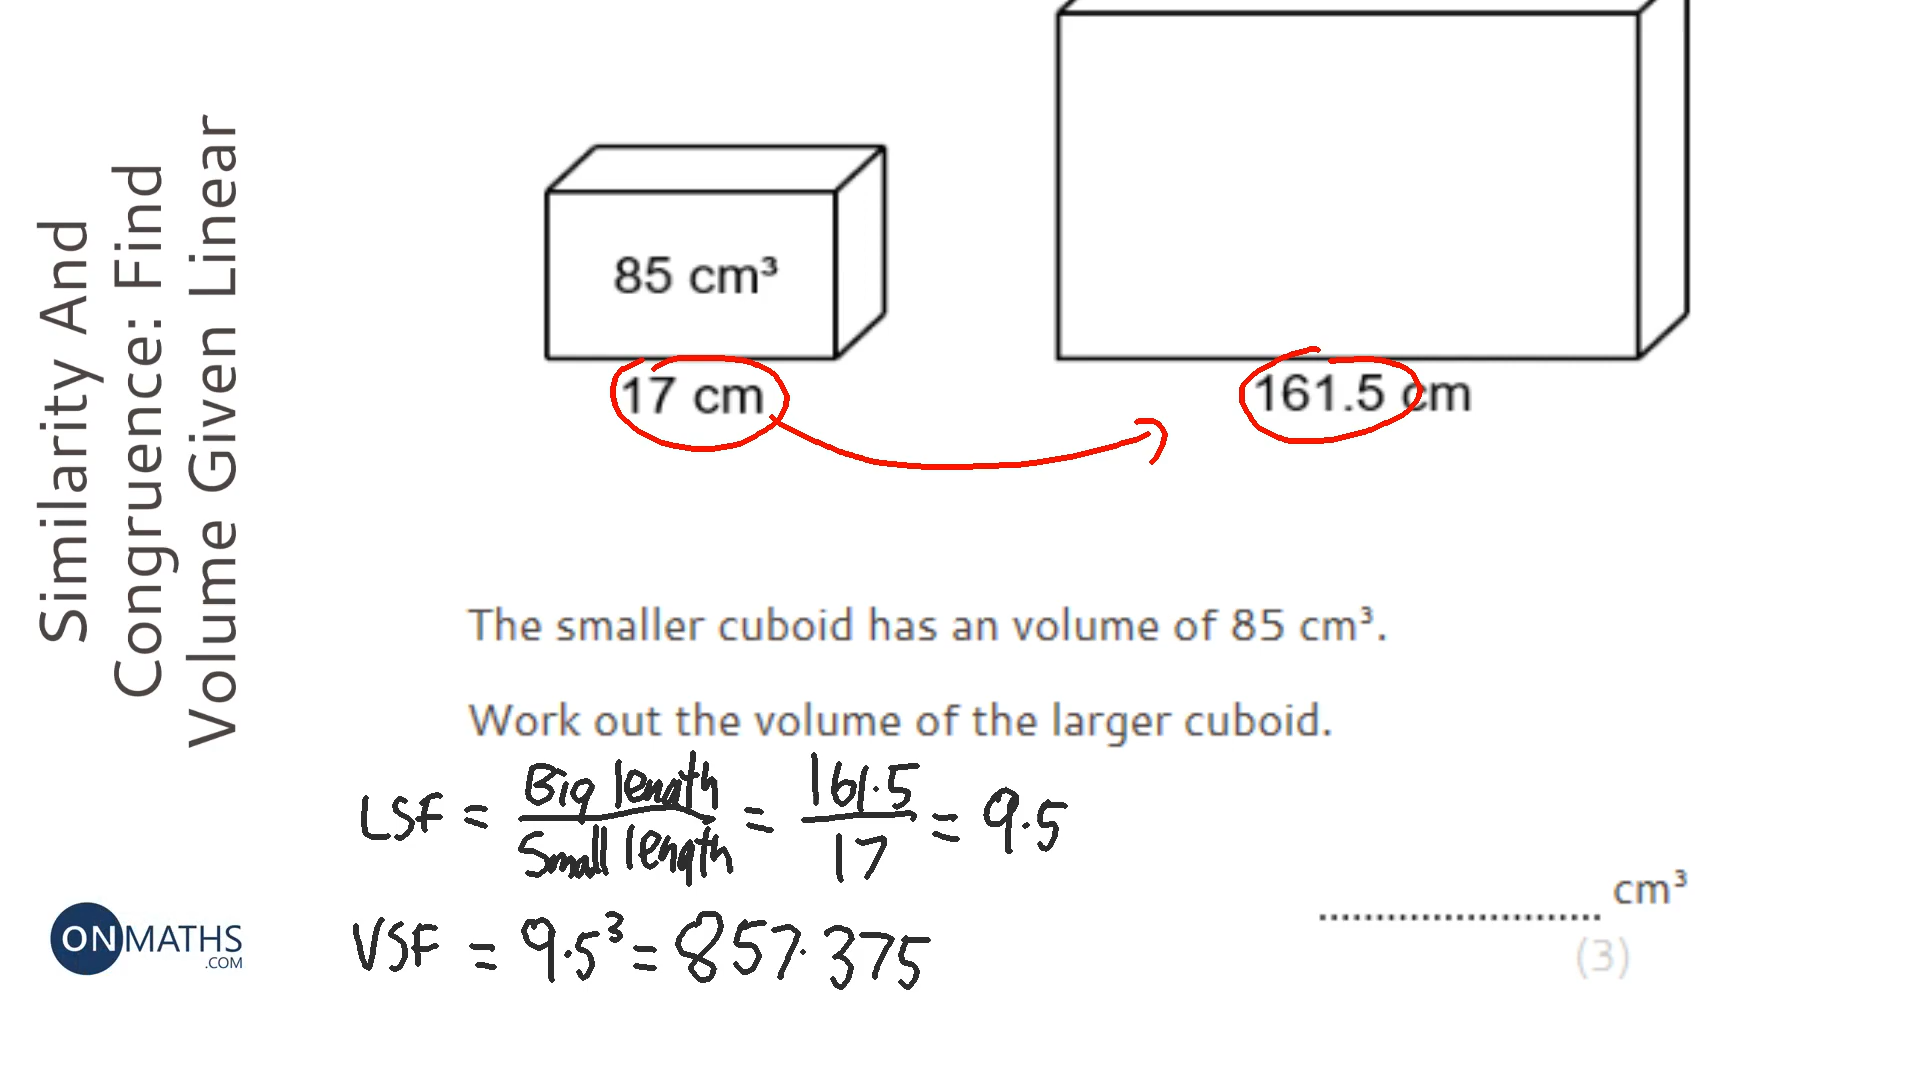 Similarity And
Congruence: Find
Volume Given Linear
85 cm³
17 cm
161.5 cm
The smaller cuboid has an volume of 85 cm³.
Work out the volume of the larger cuboid.
LSF = Big length / Small length = 161.5 / 17 = 9.5
VSF = 9.5³ = 857.375
........................... cm³
(3)
ONMATHS
.COM